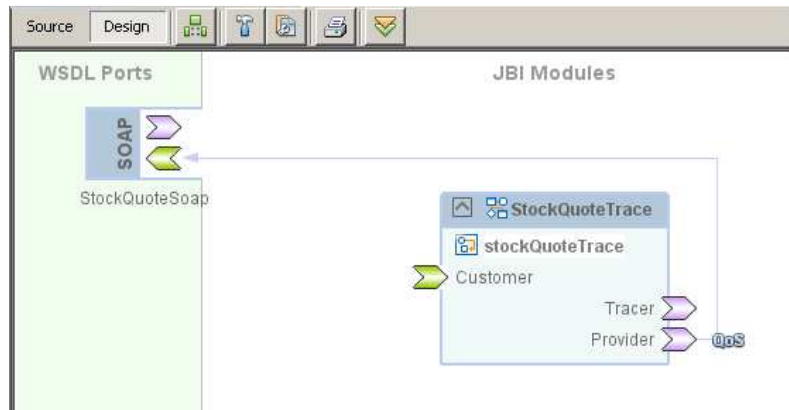 Source Design
WSDL Ports
JBI Modules
SOAP
StockQuoteSoap
StockQuoteTrace
stockQuoteTrace
Customer
Tracer
Provider QoS